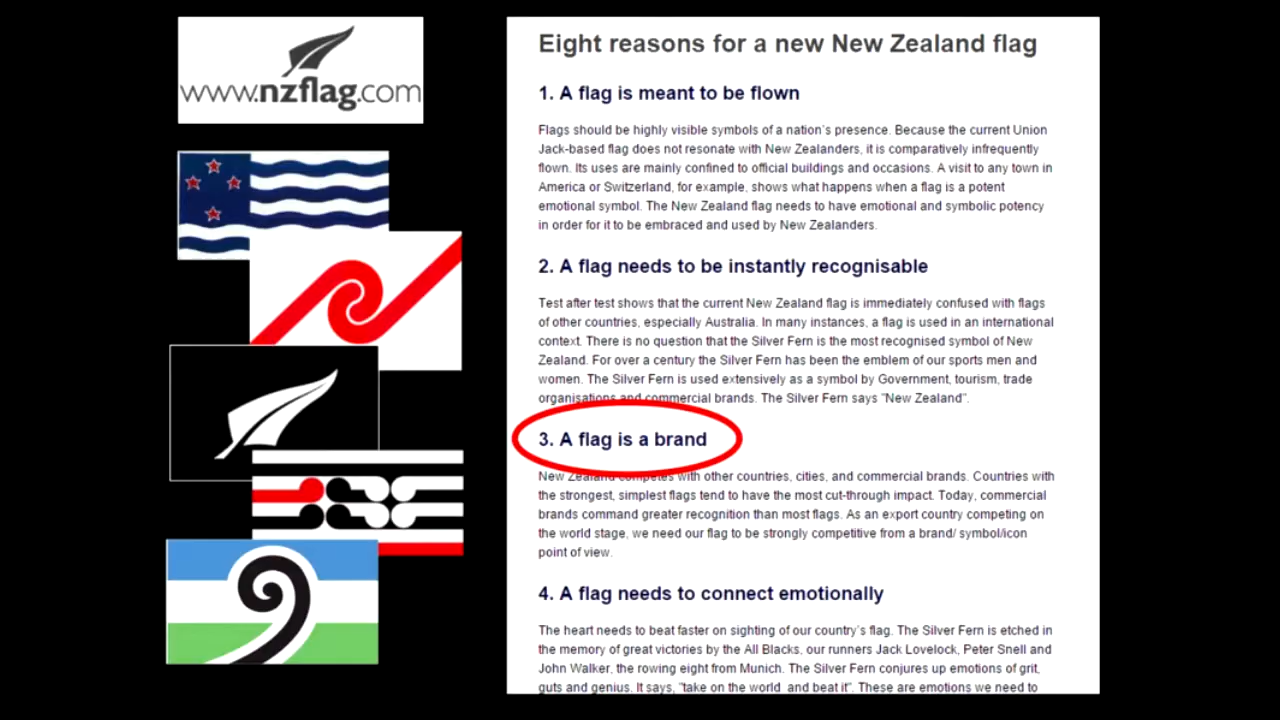 www.nzflag.com
Eight reasons for a new New Zealand flag
1. A flag is meant to be flown
Flags should be highly visible symbols of a nation's presence. Because the current Union
Jack-based flag does not resonate with New Zealanders, it is comparatively infrequently
flown. Its uses are mainly confined to official buildings and occasions. A visit to any town in
America or Switzerland, for example, shows what happens when a flag is a potent
emotional symbol. The New Zealand flag needs to have emotional and symbolic potency
in order for it to be embraced and used by New Zealanders.
2. A flag needs to be instantly recognisable
Test after test shows that the current New Zealand flag is immediately confused with flags
of other countries, especially Australia. In many instances, a flag is used in an international
context. There is no question that the Silver Fern is the most recognised symbol of New
Zealand. For over a century the Silver Fern has been the emblem of our sports men and
women. The Silver Fern is used extensively as a symbol by Government, tourism, trade
organisations and commercial brands. The Silver Fern says "New Zealand".
3. A flag is a brand
New Zealand competes with other countries, cities, and commercial brands. Countries with
the strongest, simplest flags tend to have the most cut-through impact. Today, commercial
brands command greater recognition than most flags. As an export country competing on
the world stage, we need our flag to be strongly competitive from a brand/ symbol/icon
point of view.
4. A flag needs to connect emotionally
The heart needs to beat faster on sighting of our country's flag. The Silver Fern is etched in
the memory of great victories by the All Blacks, our runners Jack Lovelock, Peter Snell and
John Walker, the rowing eight from Munich. The Silver Fern conjures up emotions of grit,
guts and genius. It says, "take on the world and beat it". These are emotions we need to